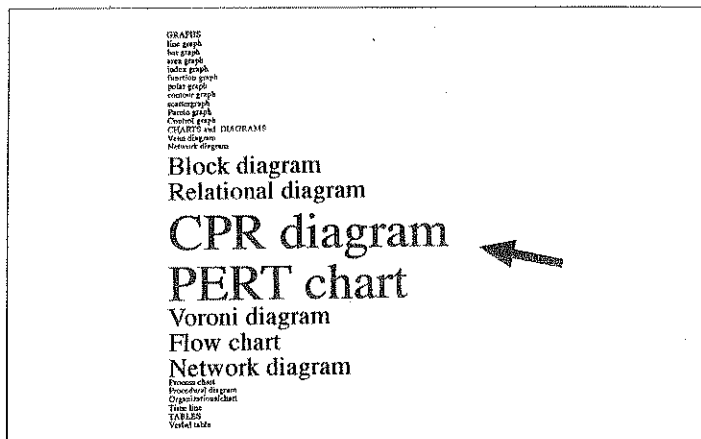 GRAPHS
line graph
bar graph
area graph
index graph
function graph
polar graph
contour graph
scattergraph
Pareto graph
Control graph
CHARTS and DIAGRAMS
Venn diagram
Network diagram
Block diagram
Relational diagram
CPR diagram
PERT chart
Voroni diagram
Flow chart
Network diagram
Process chart
Procedural diagram
Organizationalchart
Time line
TABLES
Verbal table